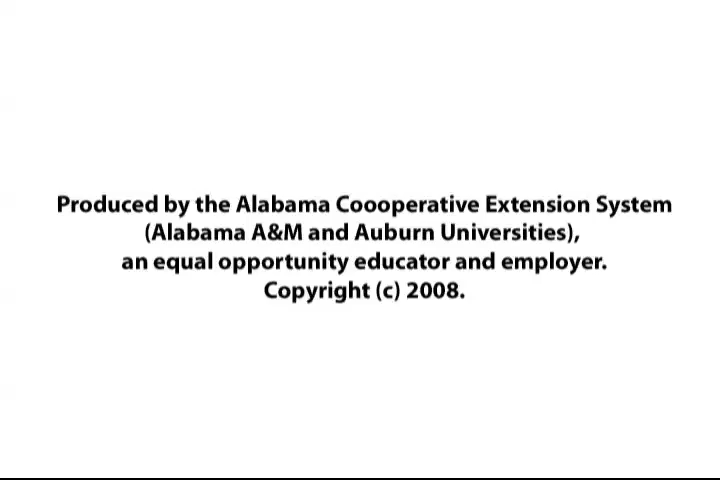 Produced by the Alabama Coooperative Extension System
(Alabama A&M and Auburn Universities),
an equal opportunity educator and employer.
Copyright (c) 2008.